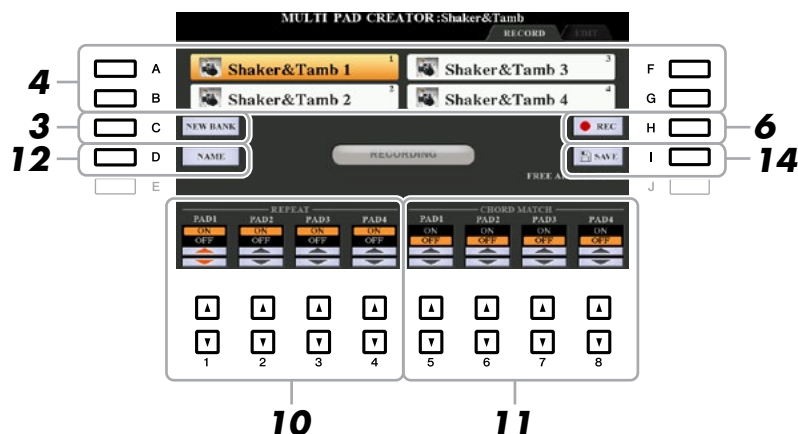 MULTI PAD CREATOR :Shaker&Tamb
RECORD EDIT
4 A Shaker&Tamb 1 1 Shaker&Tamb 3 3 F
B Shaker&Tamb 2 2 Shaker&Tamb 4 4 G
3 C NEW BANK REC H 6
12 D NAME RECORDING SAVE I 14
FREE
E J
REPEAT CHORD MATCH
PAD1 PAD2 PAD3 PAD4 PAD1 PAD2 PAD3 PAD4
ON ON ON ON ON ON ON ON
OFF OFF OFF OFF OFF OFF OFF OFF
1 2 3 4 5 6 7 8
10 11